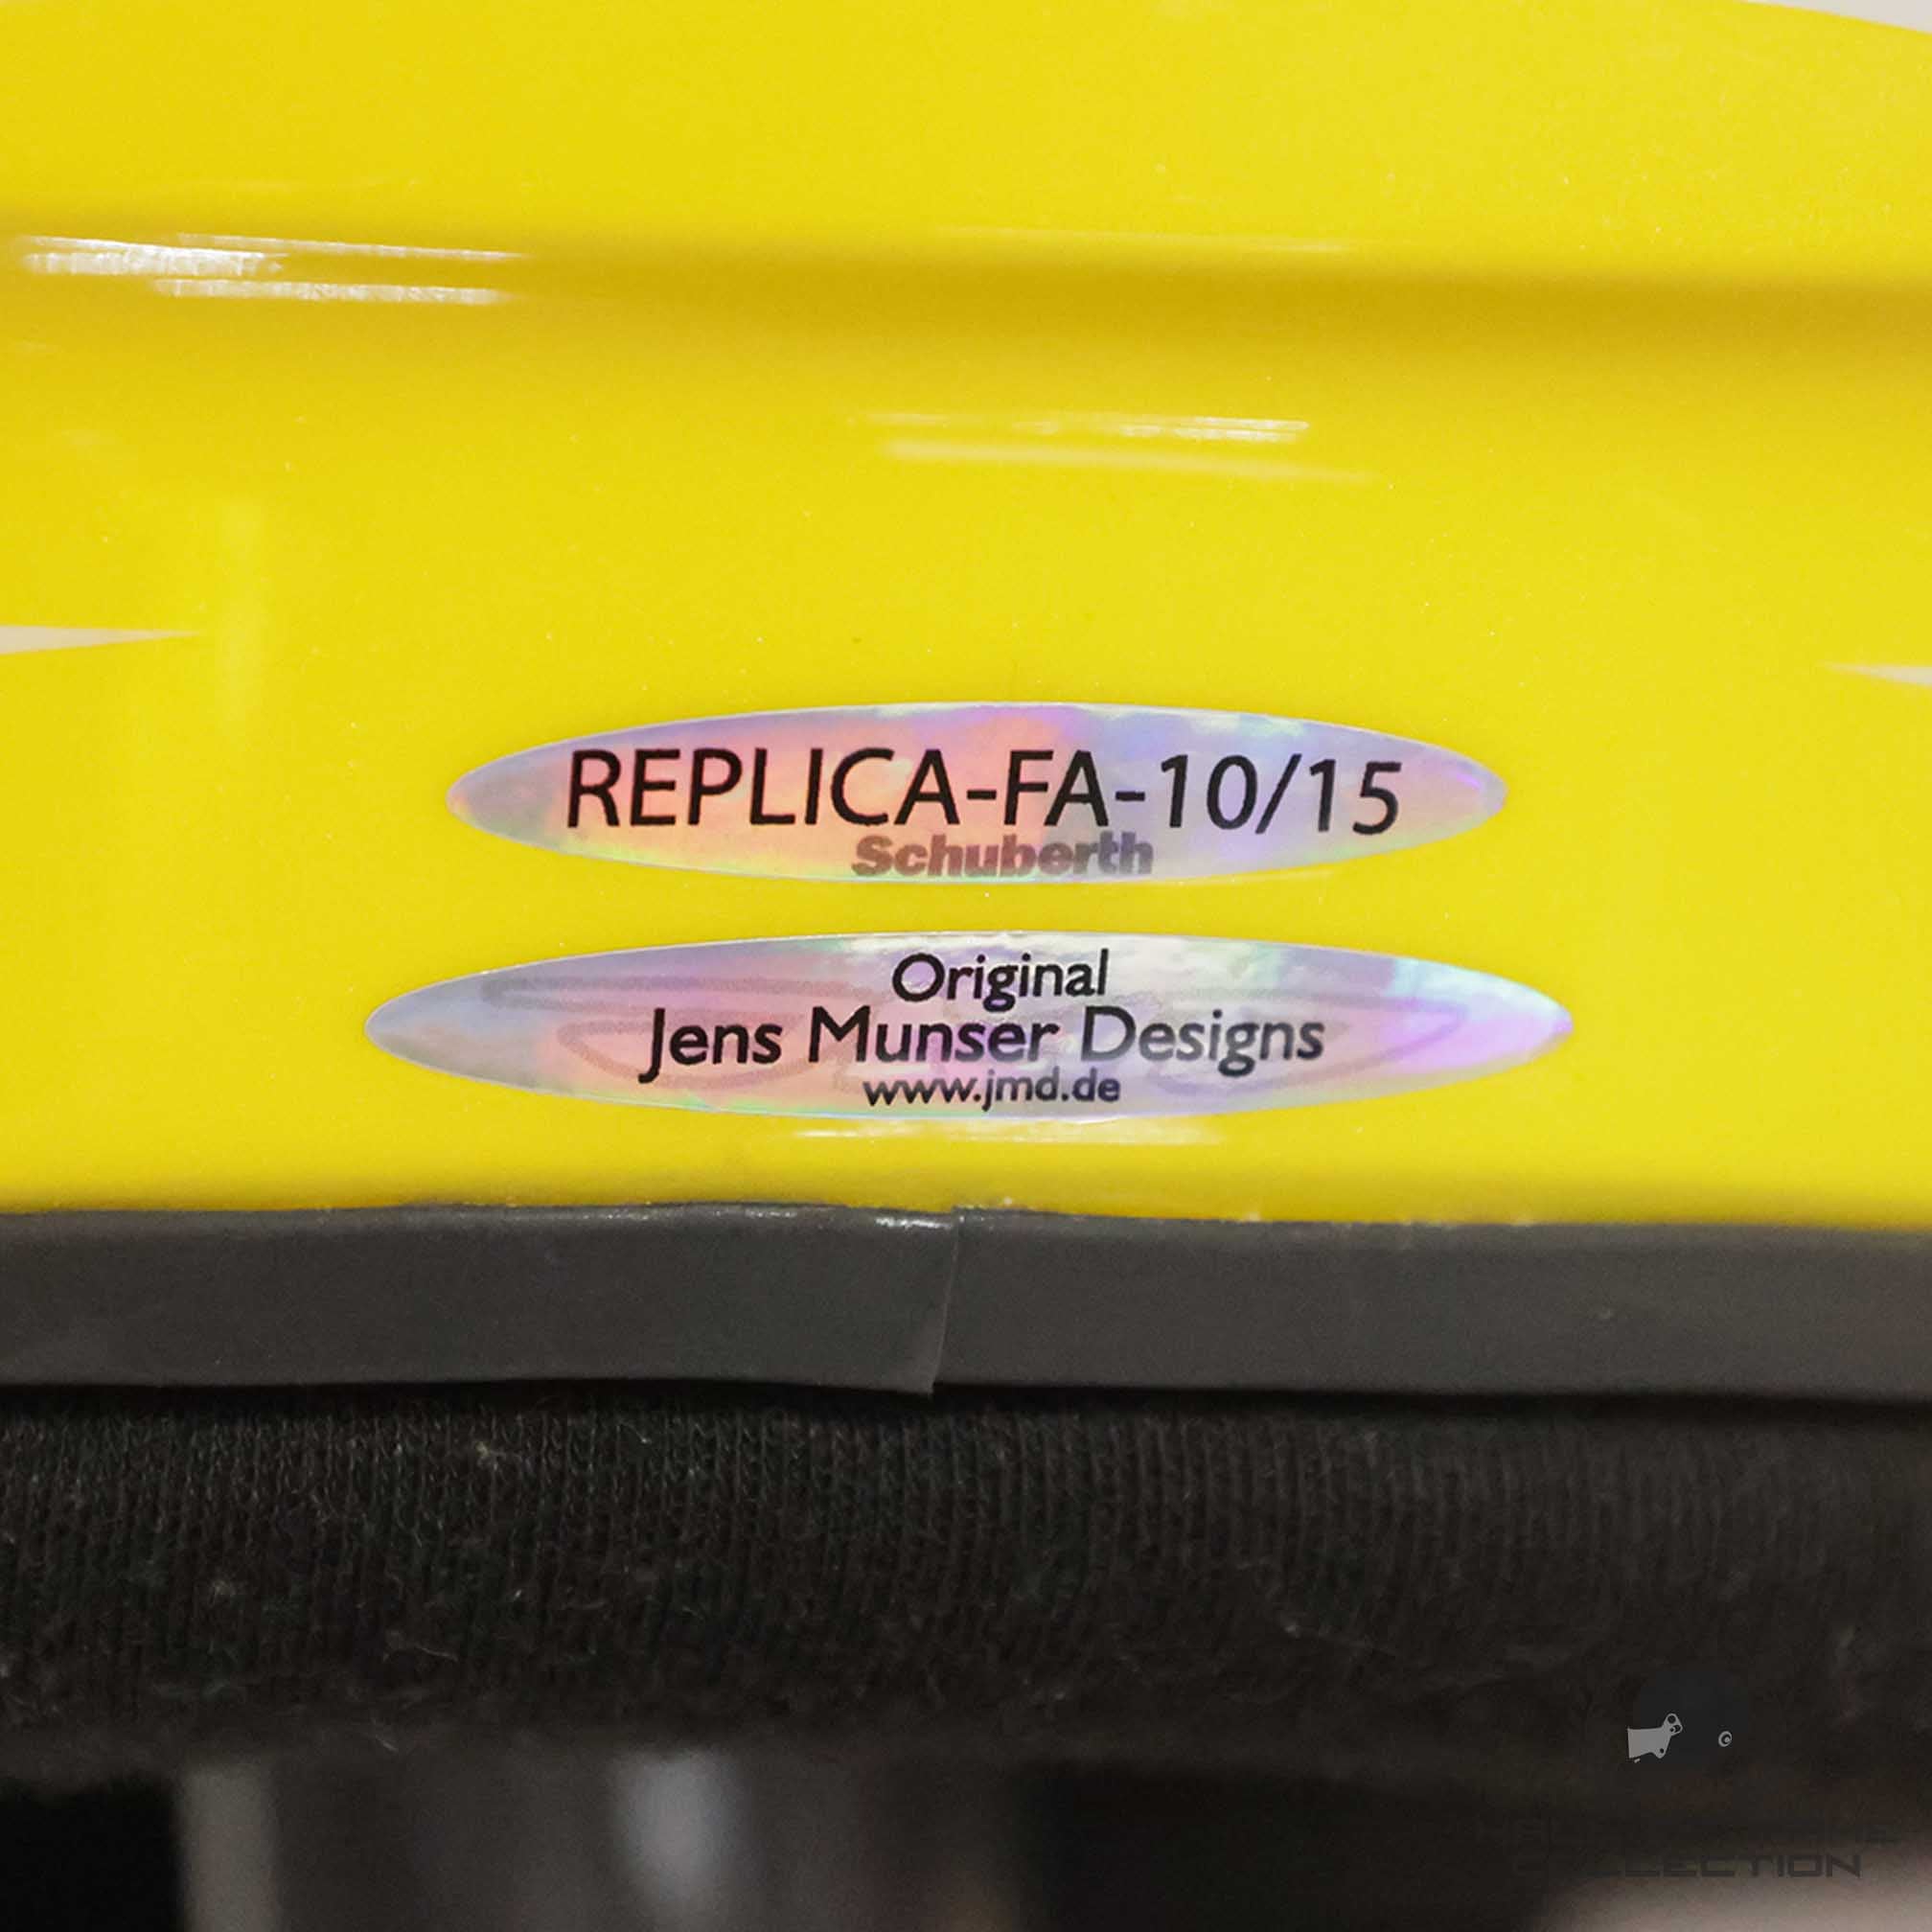 REPLICA-FA-10/15
Schuberth
Original
Jens Munser Designs
www.jmd.de